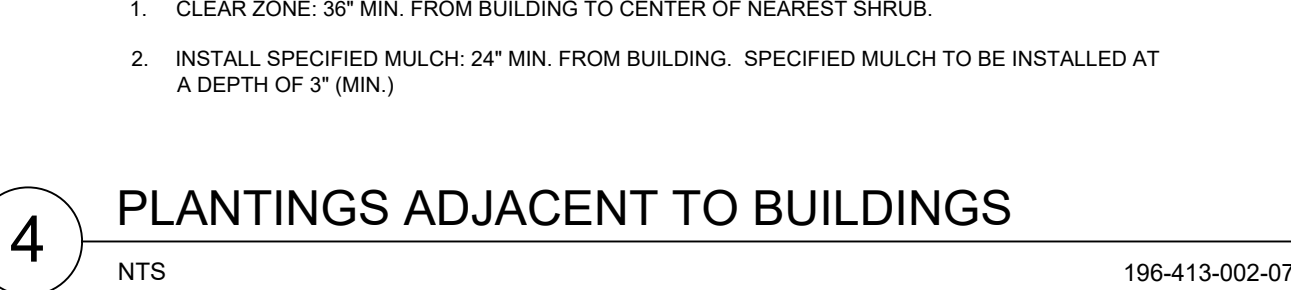 1. CLEAR ZONE: 36" MIN. FROM BUILDING TO CENTER OF NEAREST SHRUB.
2. INSTALL SPECIFIED MULCH: 24" MIN. FROM BUILDING. SPECIFIED MULCH TO BE INSTALLED AT
A DEPTH OF 3" (MIN.)
4 PLANTINGS ADJACENT TO BUILDINGS
NTS 196-413-002-07